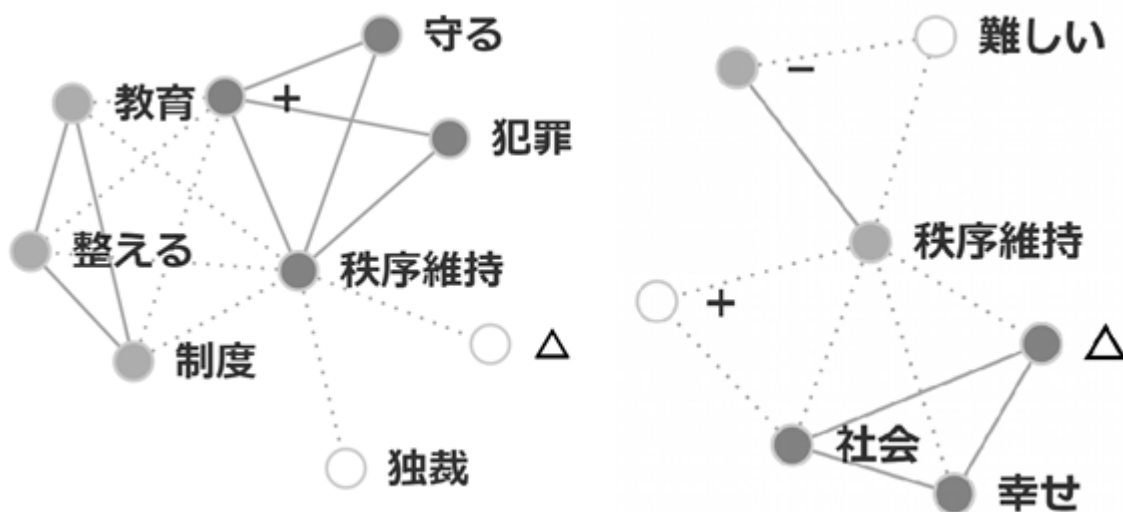 守る
教育
+
犯罪
整える
秩序維持
制度
△
独裁
難しい
−
秩序維持
+
△
社会
幸せ